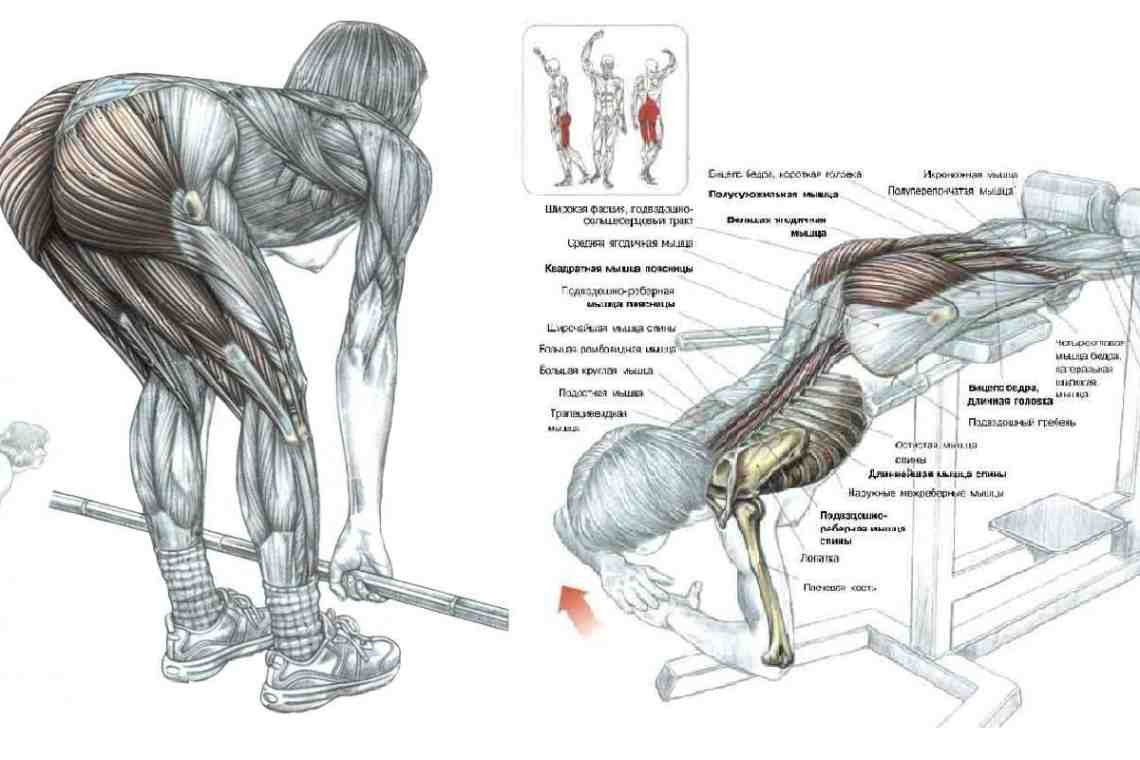 Бицепс бедра, короткая головка
Полусухожильная мышца
Большая ягодичная
мышца
Икроножная мышца
Полуперепончатая мышца
Широкая фасция, подвздошно-
большеберцовый тракт
Средняя ягодичная мышца
Квадратная мышца поясницы
Подвздошно-реберная
мышца поясницы
Широчайшая мышца спины
Большая ромбовидная мышца
Большая круглая мышца
Подостная мышца
Трапециевидная
мышца
Четырехглавая
мышца бедра,
латеральная
широкая
мышца
Бицепс бедра,
длинная головка
Подвздошный гребень
Остистая мышца
спины
Длиннейшая мышца спины
Наружные межреберные мышцы
Подвздошно-
реберная мышца
спины
Лопатка
Плечевая кость